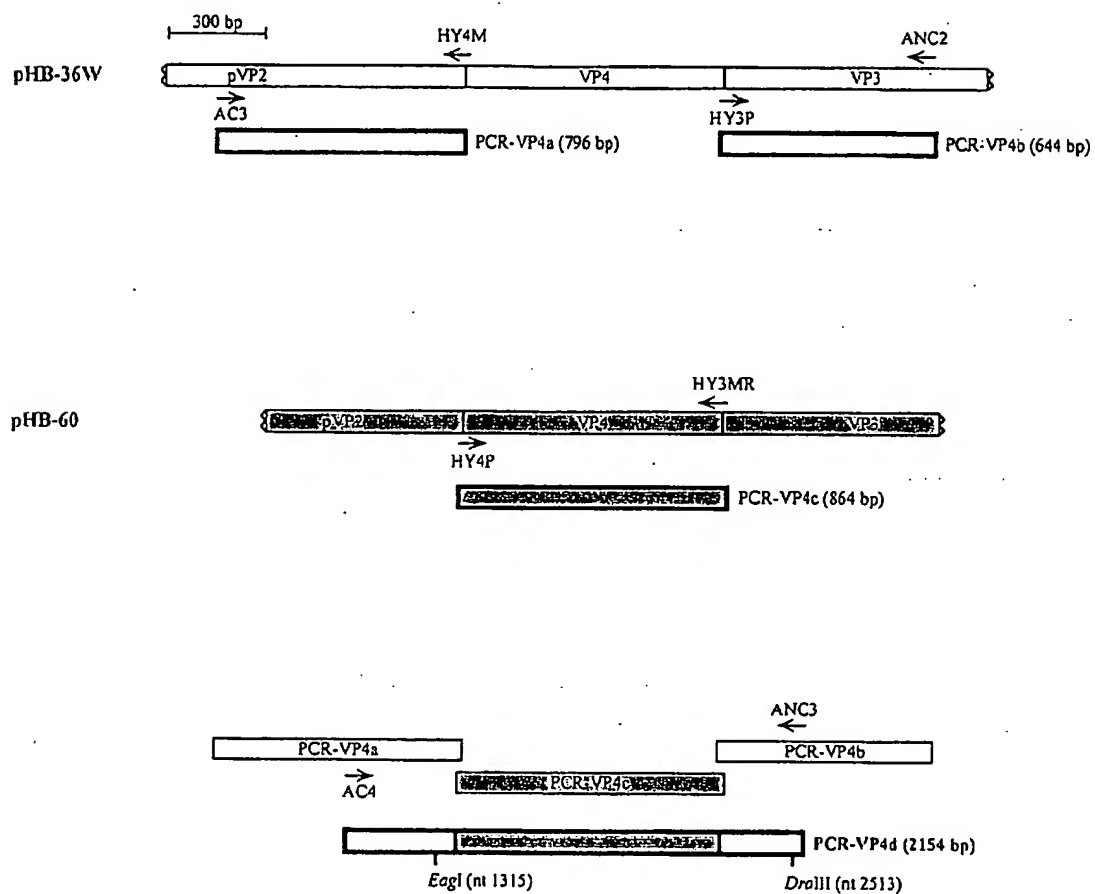 300 bp
HY4M
ANC2
pHB-36W
pVP2
VP4
VP3
AC3
HY3P
PCR-VP4a (796 bp)
PCR-VP4b (644 bp)
HY3MR
pHB-60
pVP2
VP4
VP3
HY4P
PCR-VP4c (864 bp)
ANC3
PCR-VP4a
PCR-VP4b
AC4
PCR-VP4c
PCR-VP4d (2154 bp)
EagI (nt 1315)
DraIII (nt 2513)